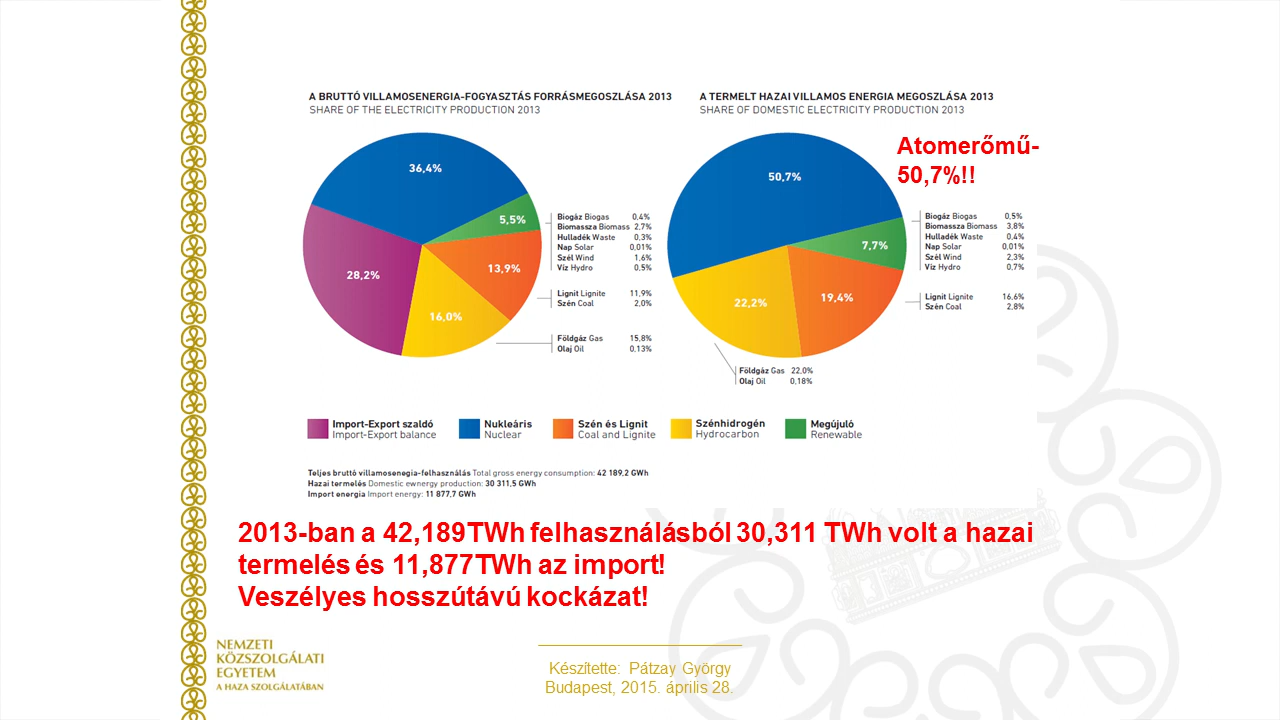 A BRUTTÓ VILLAMOSENERGIA-FOGYASZTÁS FORRÁSMEGOSZLÁSA 2013
SHARE OF THE ELECTRICITY PRODUCTION 2013
36,4%
5,5%
13,9%
16,0%
28,2%
Biogáz Biogas 0,4%
Biomassza Biomass 2,7%
Hulladék Waste 0,3%
Nap Solar 0,01%
Szél Wind 1,6%
Víz Hydro 0,5%
Lignit Lignite 11,9%
Szén Coal 2,0%
Földgáz Gas 15,8%
Olaj Oil 0,13%
A TERMELT HAZAI VILLAMOS ENERGIA MEGOSZLÁSA 2013
SHARE OF DOMESTIC ELECTRICITY PRODUCTION 2013
Atomerőmű-
50,7%!!
50,7%
7,7%
19,4%
22,2%
Biogáz Biogas 0,5%
Biomassza Biomass 3,8%
Hulladék Waste 0,4%
Nap Solar 0,01%
Szél Wind 2,3%
Víz Hydro 0,7%
Lignit Lignite 16,6%
Szén Coal 2,8%
Földgáz Gas 22,0%
Olaj Oil 0,18%
Import-Export szaldó
Import-Export balance
Nukleáris
Nuclear
Szén és Lignit
Coal and Lignite
Szénhidrogén
Hydrocarbon
Megújuló
Renewable
Teljes bruttó villamosenegia-felhasználás Total gross energy consumption: 42 189,2 GWh
Hazai termelés Domestic ewnergy production: 30 311,5 GWh
Import energia Import energy: 11 877,7 GWh
2013-ban a 42,189TWh felhasználásból 30,311 TWh volt a hazai
termelés és 11,877TWh az import!
Veszélyes hosszútávú kockázat!
NEMZETI
KÖZSZOLGÁLATI
EGYETEM
A HAZA SZOLGÁLATÁBAN
Készítette: Pátzay György
Budapest, 2015. április 28.